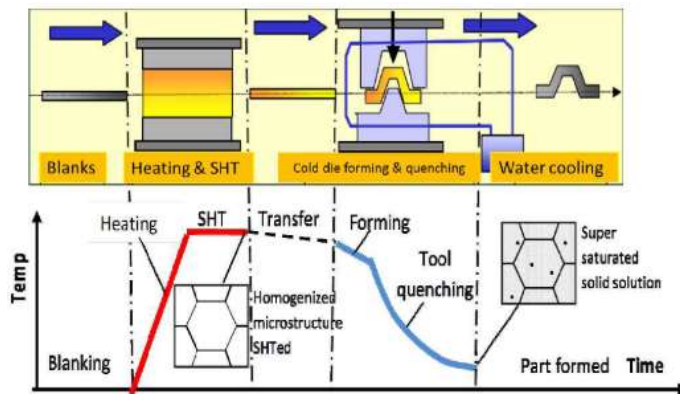 Blanks
Heating & SHT
Cold die forming & quenching
Water cooling
Temp
Heating
SHT
Transfer
Forming
Tool
quenching
Super
saturated
solid solution
Homogenized
microstructure
SHTed
Blanking
Part formed
Time